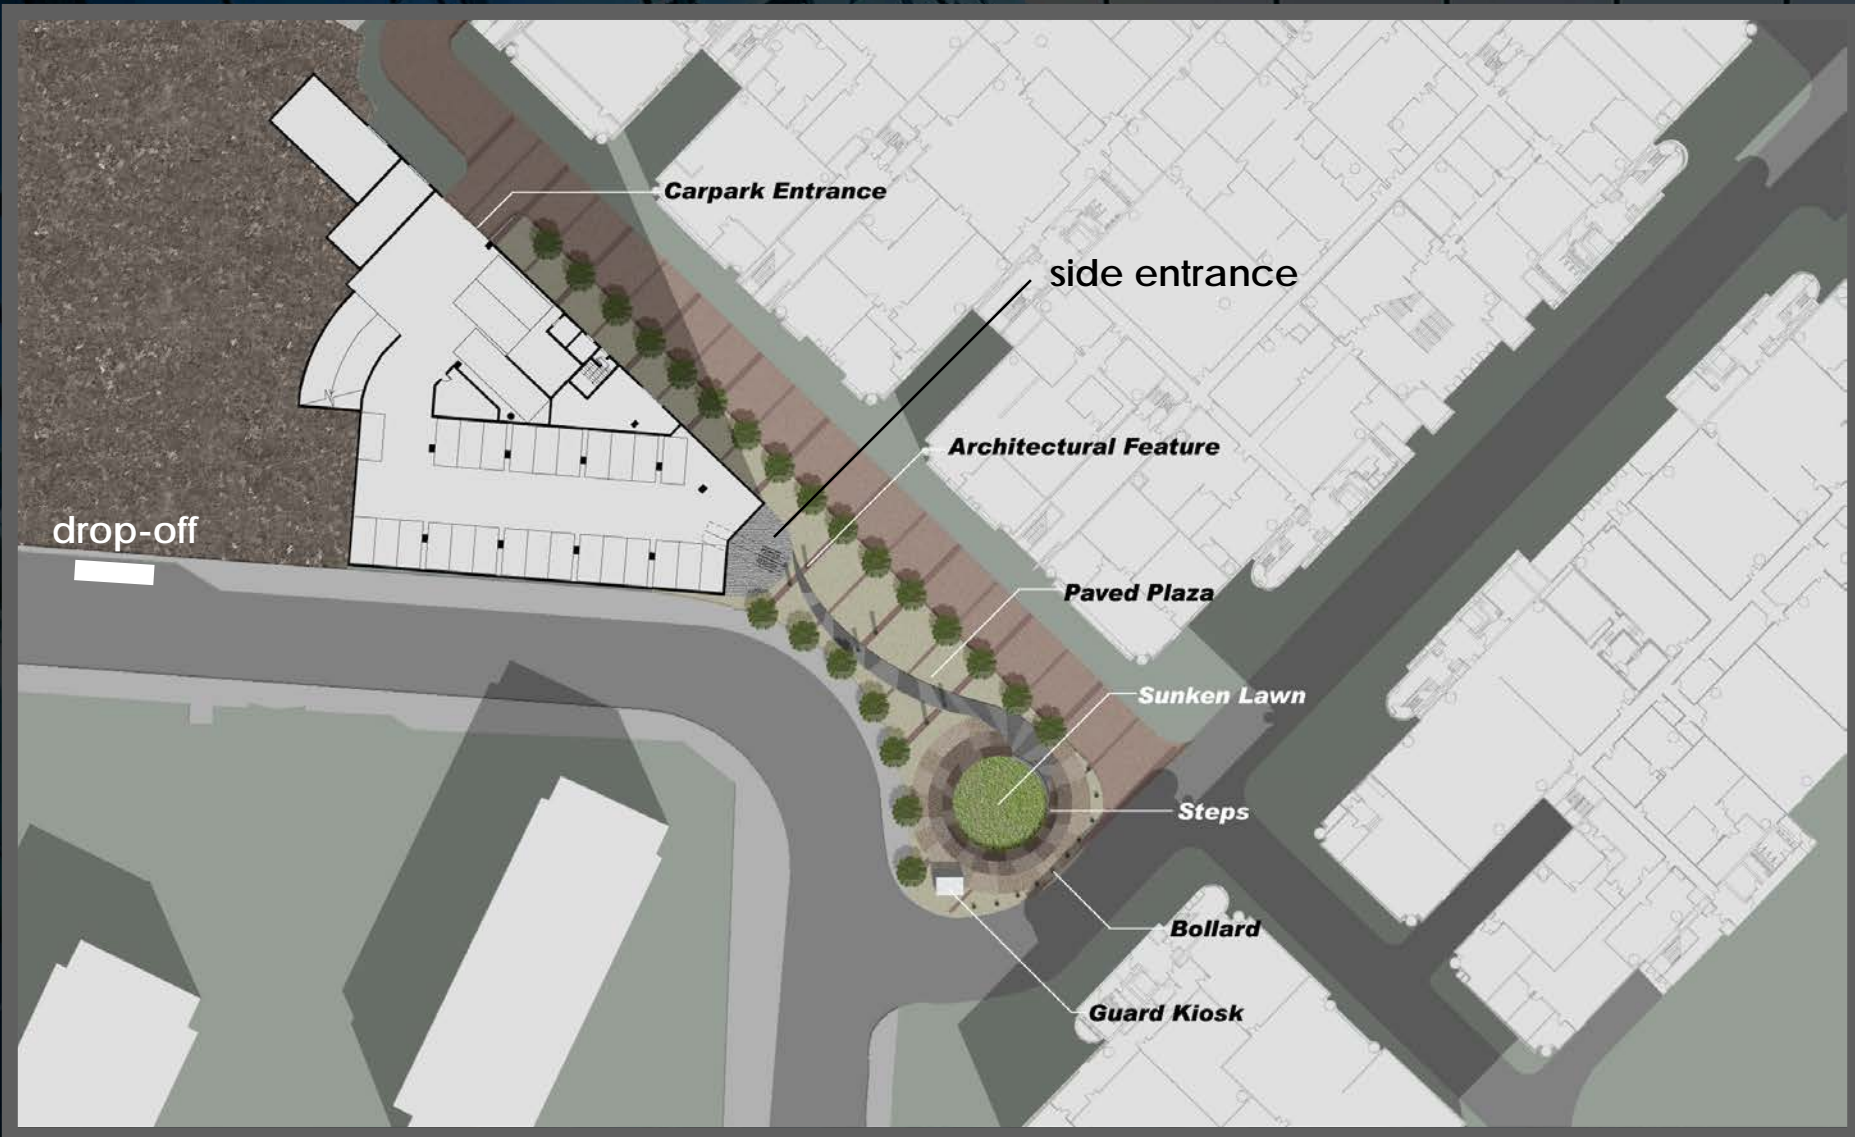 Carpark Entrance
side entrance
Architectural Feature
drop-off
Paved Plaza
Sunken Lawn
Steps
Bollard
Guard Kiosk